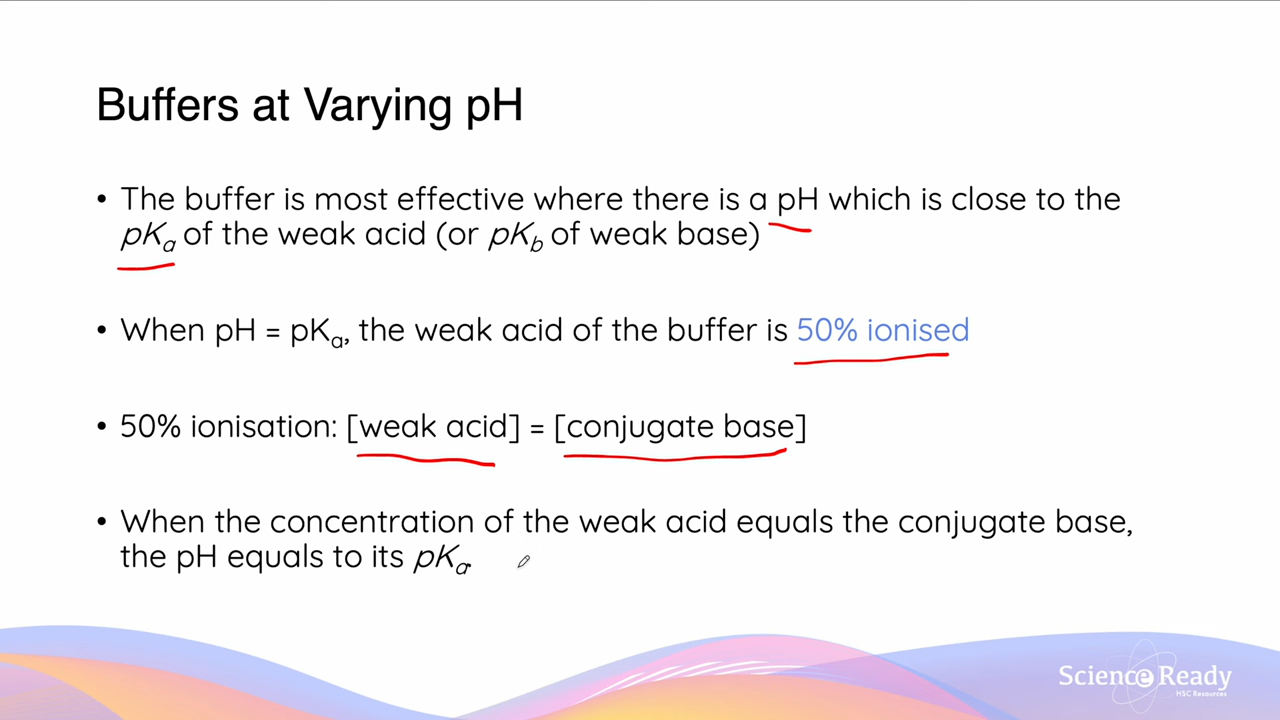 Buffers at Varying pH
• The buffer is most effective where there is a pH which is close to the
pKₐ of the weak acid (or pK_b of weak base)
• When pH = pKₐ, the weak acid of the buffer is 50% ionised
• 50% ionisation: [weak acid] = [conjugate base]
• When the concentration of the weak acid equals the conjugate base,
the pH equals to its pKₐ.
Science Ready
HSC Resources